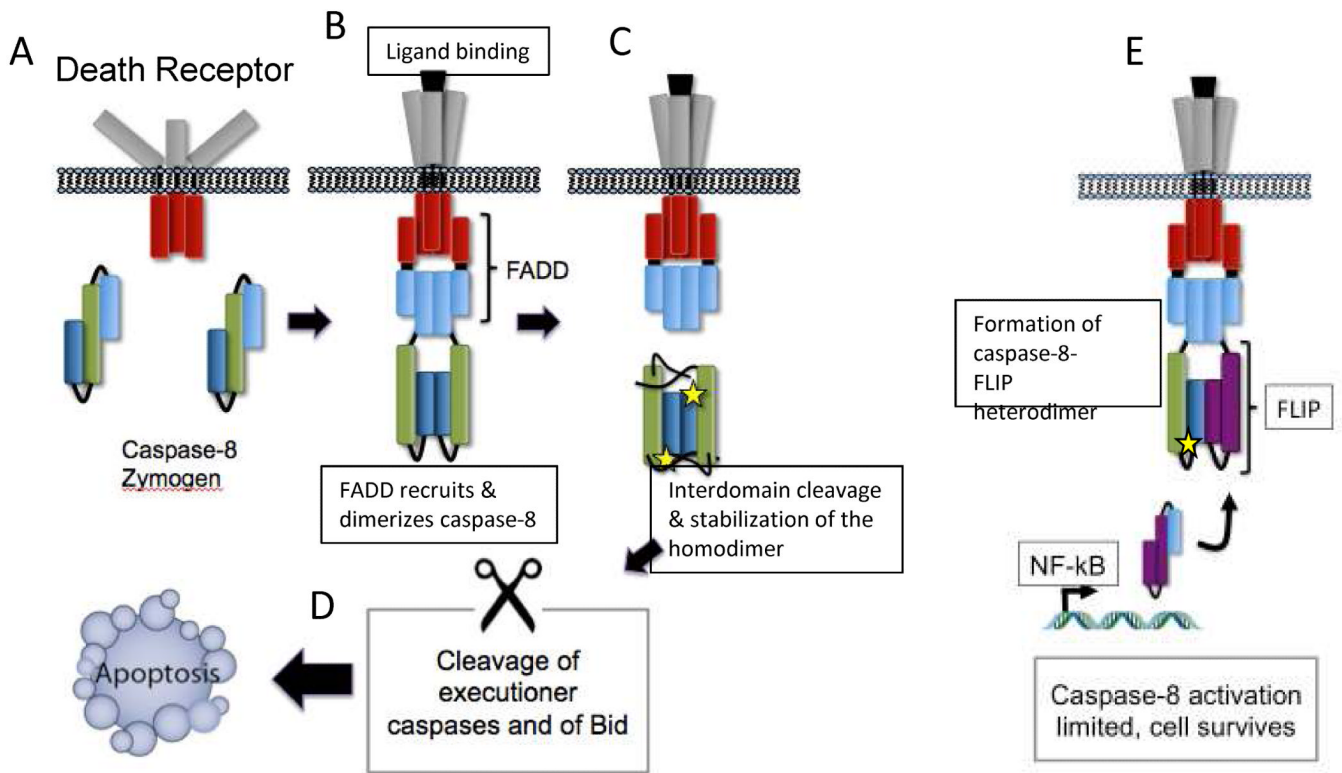 A
Death Receptor
Caspase-8
Zymogen
B
Ligand binding
FADD
FADD recruits &
dimerizes caspase-8
C
Interdomain cleavage
& stabilization of the
homodimer
D
Cleavage of
executioner
caspases and of Bid
Apoptosis
E
Formation of
caspase-8-
FLIP
heterodimer
FLIP
NF-kB
Caspase-8 activation
limited, cell survives